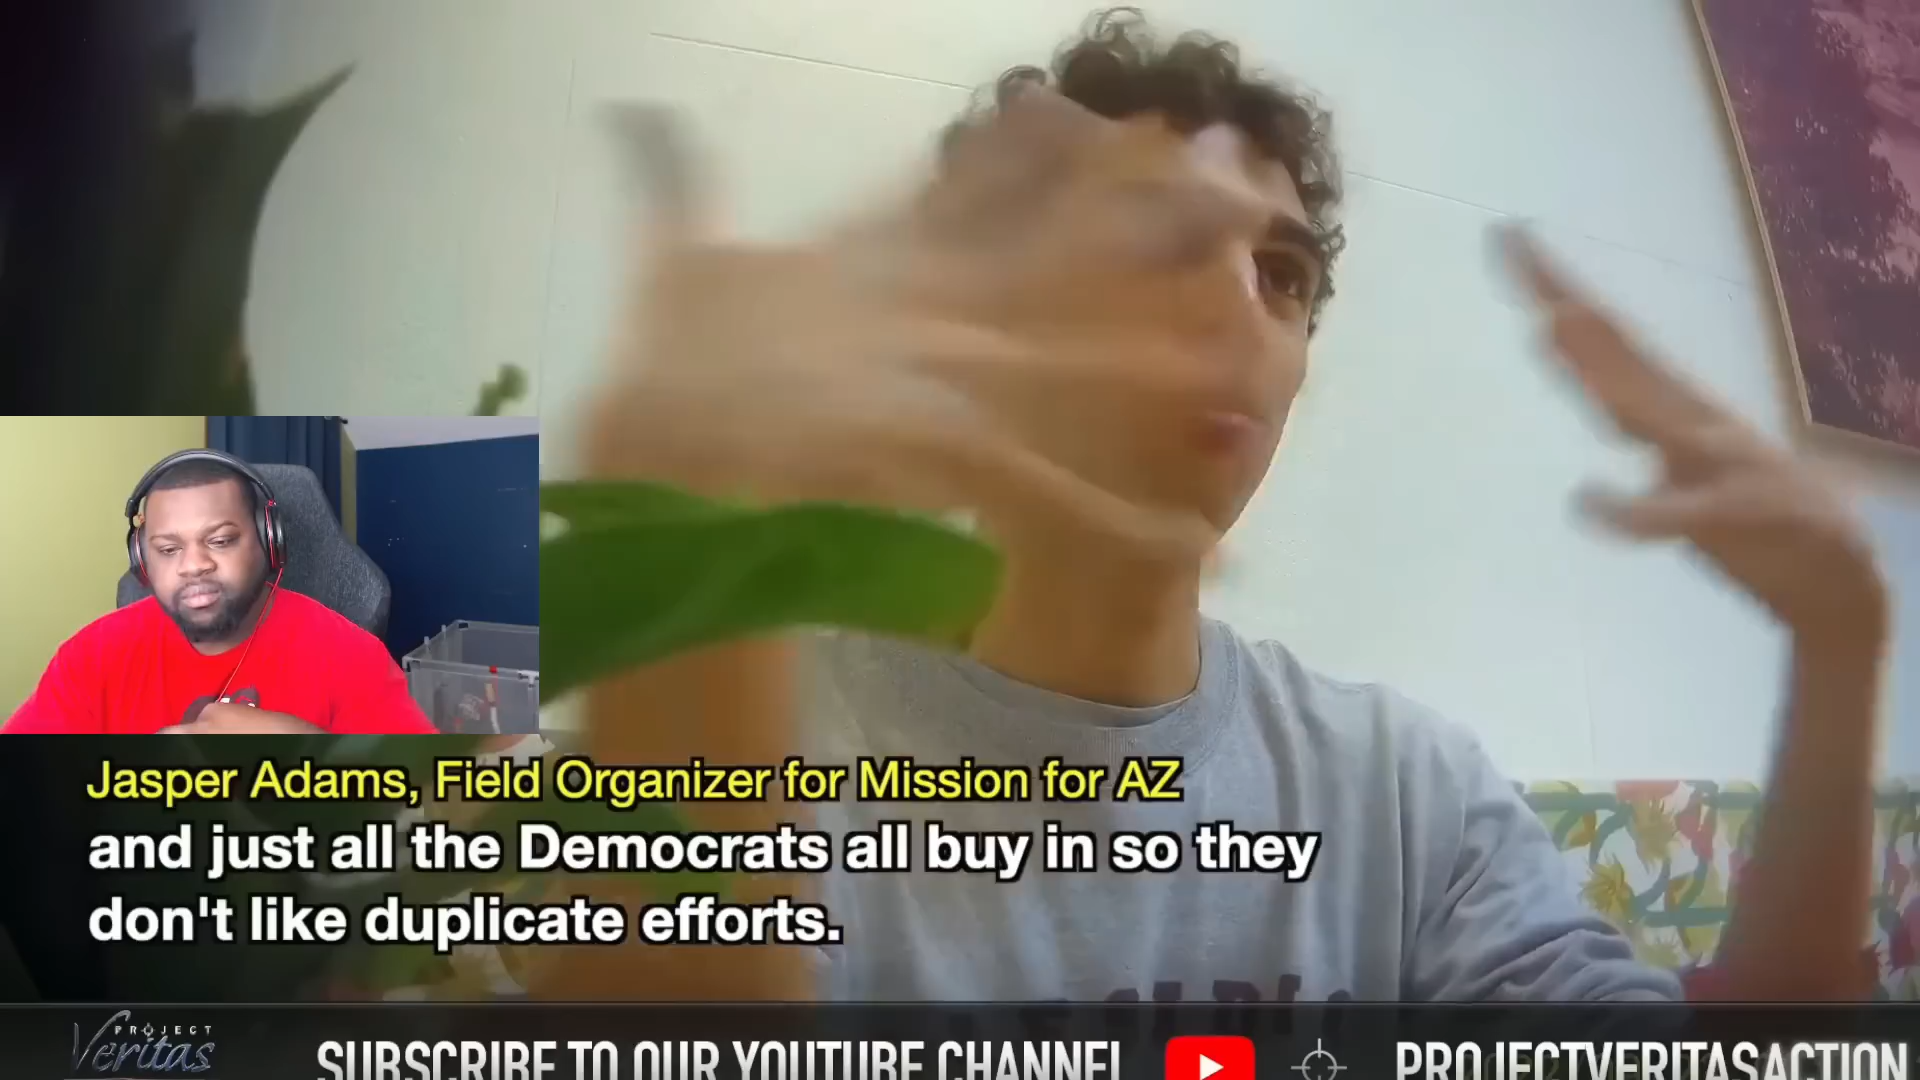 Jasper Adams, Field Organizer for Mission for AZ
and just all the Democrats all buy in so they
don't like duplicate efforts.
PROJECT
Veritas
SUBSCRIBE TO OUR YOUTUBE CHANNEL
PROJECTVERITASACTION